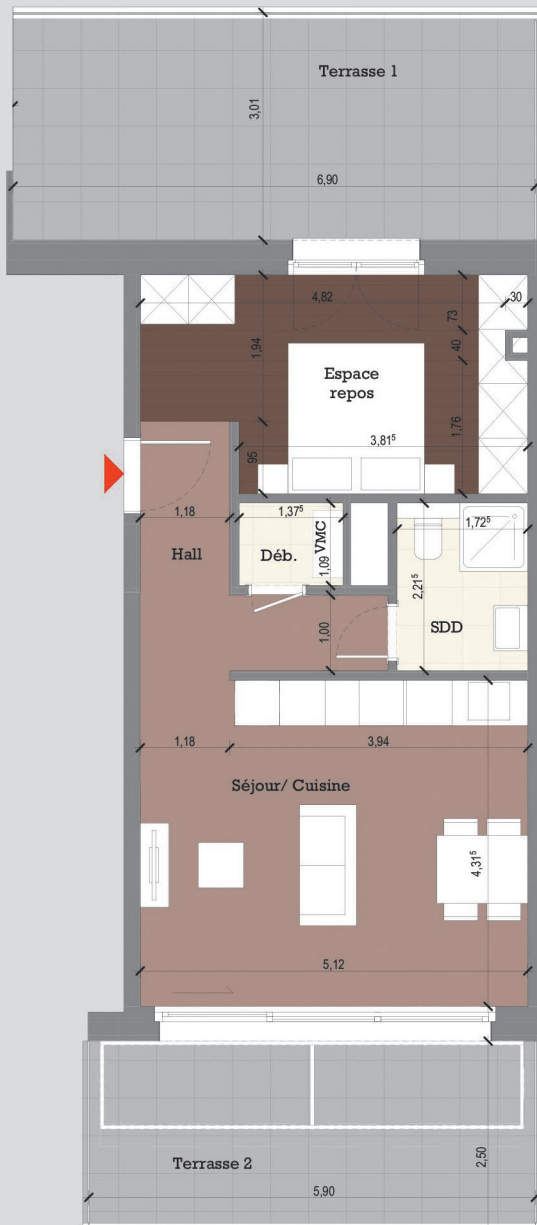 Terrasse 1
3,01
6,90
4,82
30
73
1,94
40
Espace
repos
1,76
3,81⁵
95
1,18
1,37⁵
VMC
1,72⁵
Hall
Déb.
1,09
2,21⁵
1,00
SDD
1,18
3,94
Séjour/ Cuisine
4,31⁵
5,12
Terrasse 2
2,50
5,90